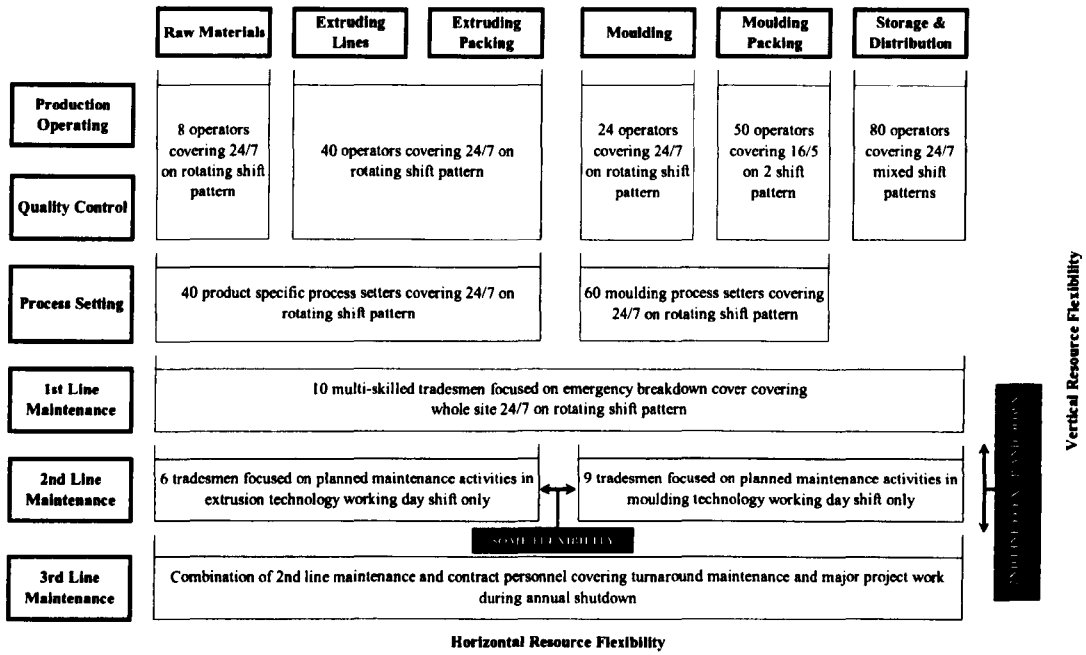 Raw Materials
Extruding
Lines
Extruding
Packing
Moulding
Moulding
Packing
Storage &
Distribution
Production
Operating
Quality Control
8 operators
covering 24/7
on rotating shift
pattern
40 operators covering 24/7 on
rotating shift pattern
24 operators
covering 24/7
on rotating shift
pattern
50 operators
covering 16/5
on 2 shift
pattern
80 operators
covering 24/7
mixed shift
patterns
Process Setting
40 product specific process setters covering 24/7 on
rotating shift pattern
60 moulding process setters covering
24/7 on rotating shift pattern
1st Line
Maintenance
10 multi-skilled tradesmen focused on emergency breakdown cover covering
whole site 24/7 on rotating shift pattern
2nd Line
Maintenance
6 tradesmen focused on planned maintenance activities in
extrusion technology working day shift only
9 tradesmen focused on planned maintenance activities in
moulding technology working day shift only
SOME FLEXIBILITY
3rd Line
Maintenance
Combination of 2nd line maintenance and contract personnel covering turnaround maintenance and major project work
during annual shutdown
Vertical Resource Flexibility
Horizontal Resource Flexibility